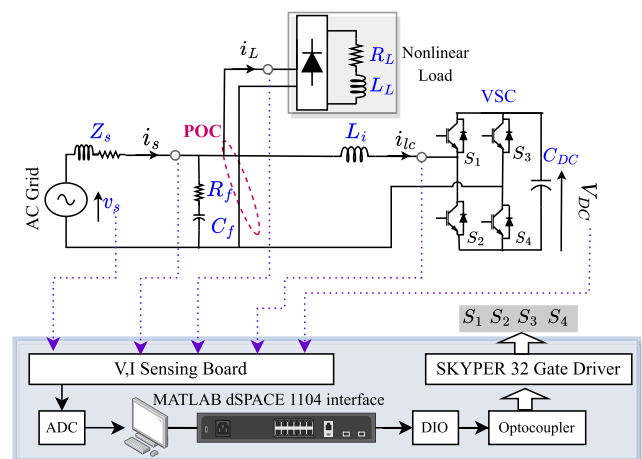 i_L
R_L
L_L
Nonlinear
Load
VSC
Z_s
i_s
POC
L_i
i_lc
S_1
S_3
C_DC
V_DC
AC Grid
v_s
R_f
C_f
S_2
S_4
S_1 S_2 S_3 S_4
V,I Sensing Board
SKYPER 32 Gate Driver
MATLAB dSPACE 1104 interface
ADC
DIO
Optocoupler